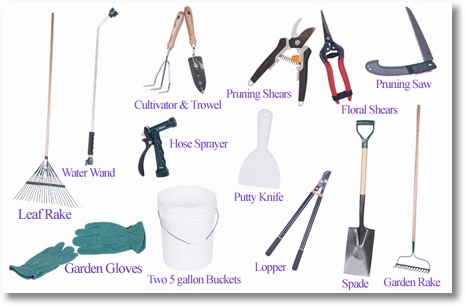 Cultivator & Trowel
Pruning Shears
Floral Shears
Pruning Saw
Water Wand
Hose Sprayer
Putty Knife
Leaf Rake
Garden Gloves
Two 5 gallon Buckets
Lopper
Spade
Garden Rake